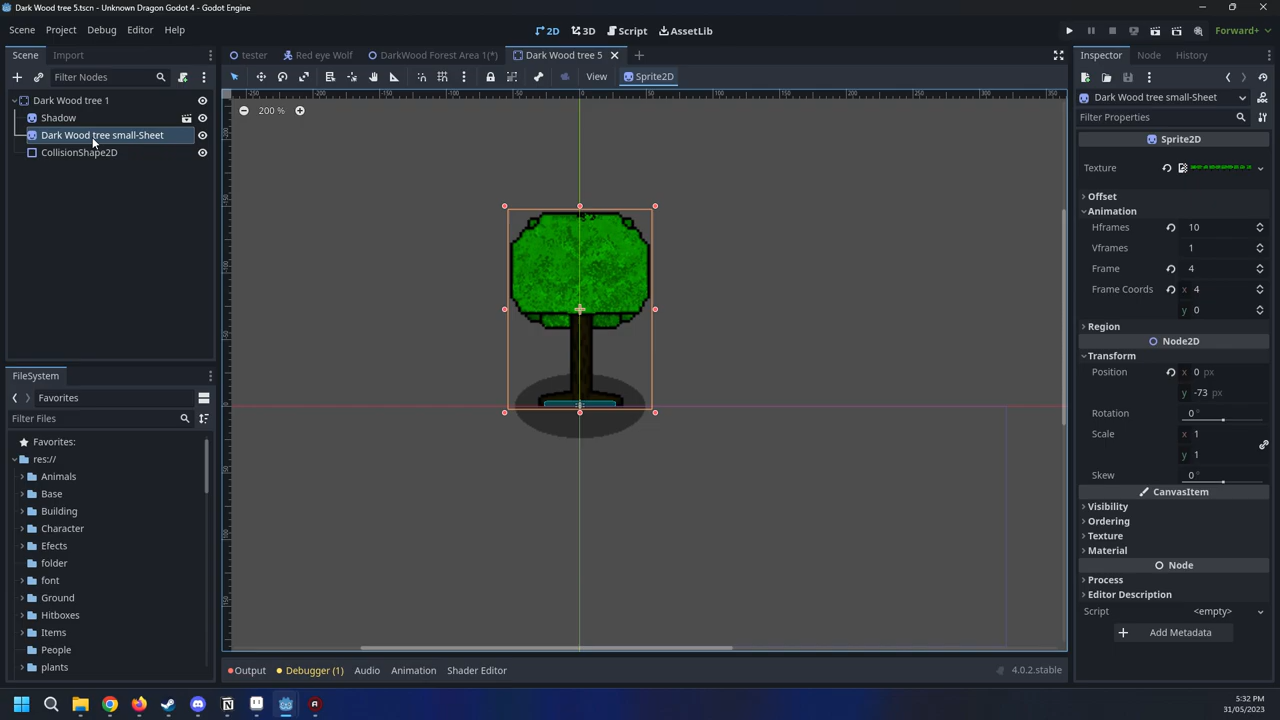 Dark Wood tree 5.tscn - Unknown Dragon Godot 4 - Godot Engine
Scene Project Debug Editor Help
2D 3D Script AssetLib
Forward+
Scene Import
tester Red eye Wolf DarkWood Forest Area 1(*) Dark Wood tree 5
Inspector Node History
Filter Nodes
View Sprite2D
Dark Wood tree 1
Shadow
Dark Wood tree small-Sheet
CollisionShape2D
200 %
Dark Wood tree small-Sheet
Filter Properties
Sprite2D
Texture
Offset
Animation
Hframes 10
Vframes 1
Frame 4
Frame Coords x 4
y 0
Region
Node2D
Transform
Position x 0 px
y -73 px
Rotation 0 °
Scale x 1
y 1
Skew 0 °
CanvasItem
Visibility
Ordering
Texture
Material
Node
Process
Editor Description
Script <empty>
Add Metadata
FileSystem
Favorites
Filter Files
Favorites:
res://
Animals
Base
Building
Character
Efects
folder
font
Ground
Hitboxes
Items
People
plants
Output Debugger (1) Audio Animation Shader Editor
4.0.2.stable
5:32 PM
31/05/2023